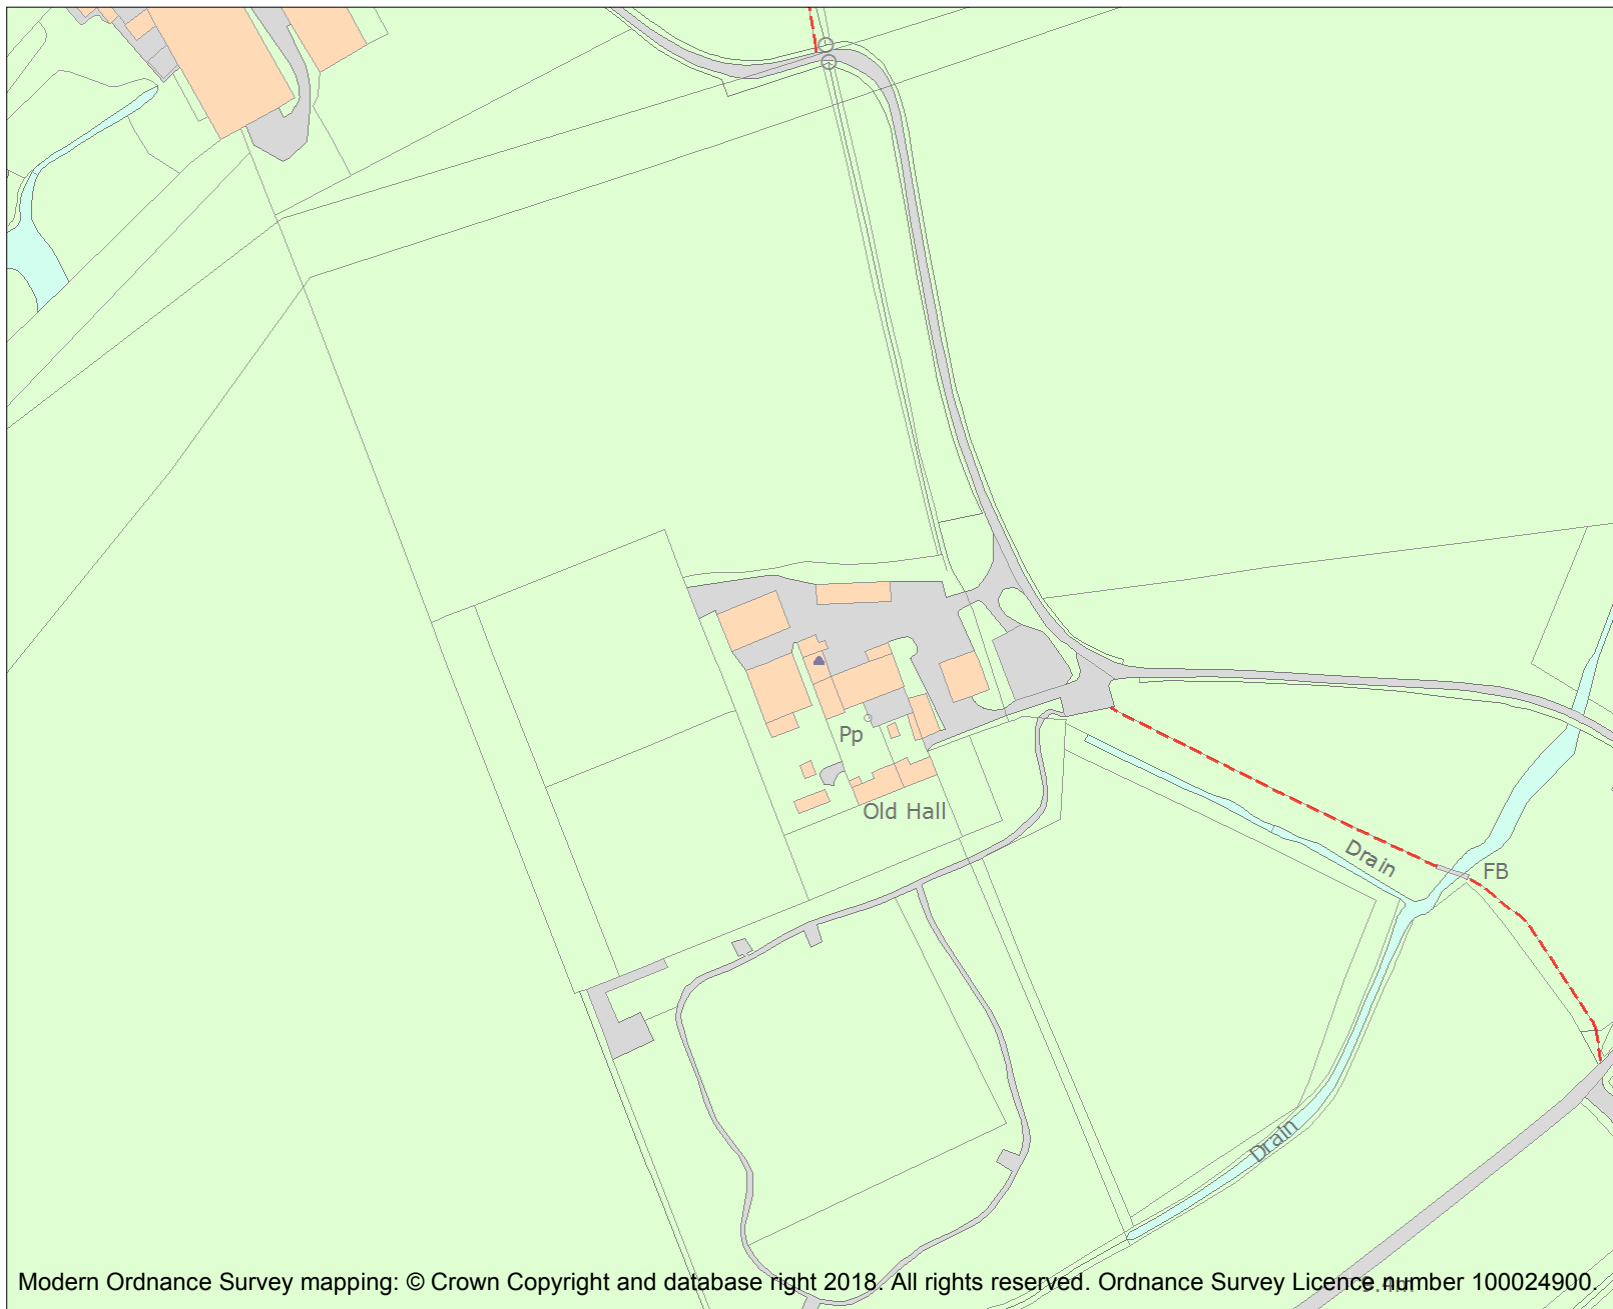 Pp
Old Hall
Drain
FB
Drain
Modern Ordnance Survey mapping: © Crown Copyright and database right 2018. All rights reserved. Ordnance Survey Licence number 100024900.